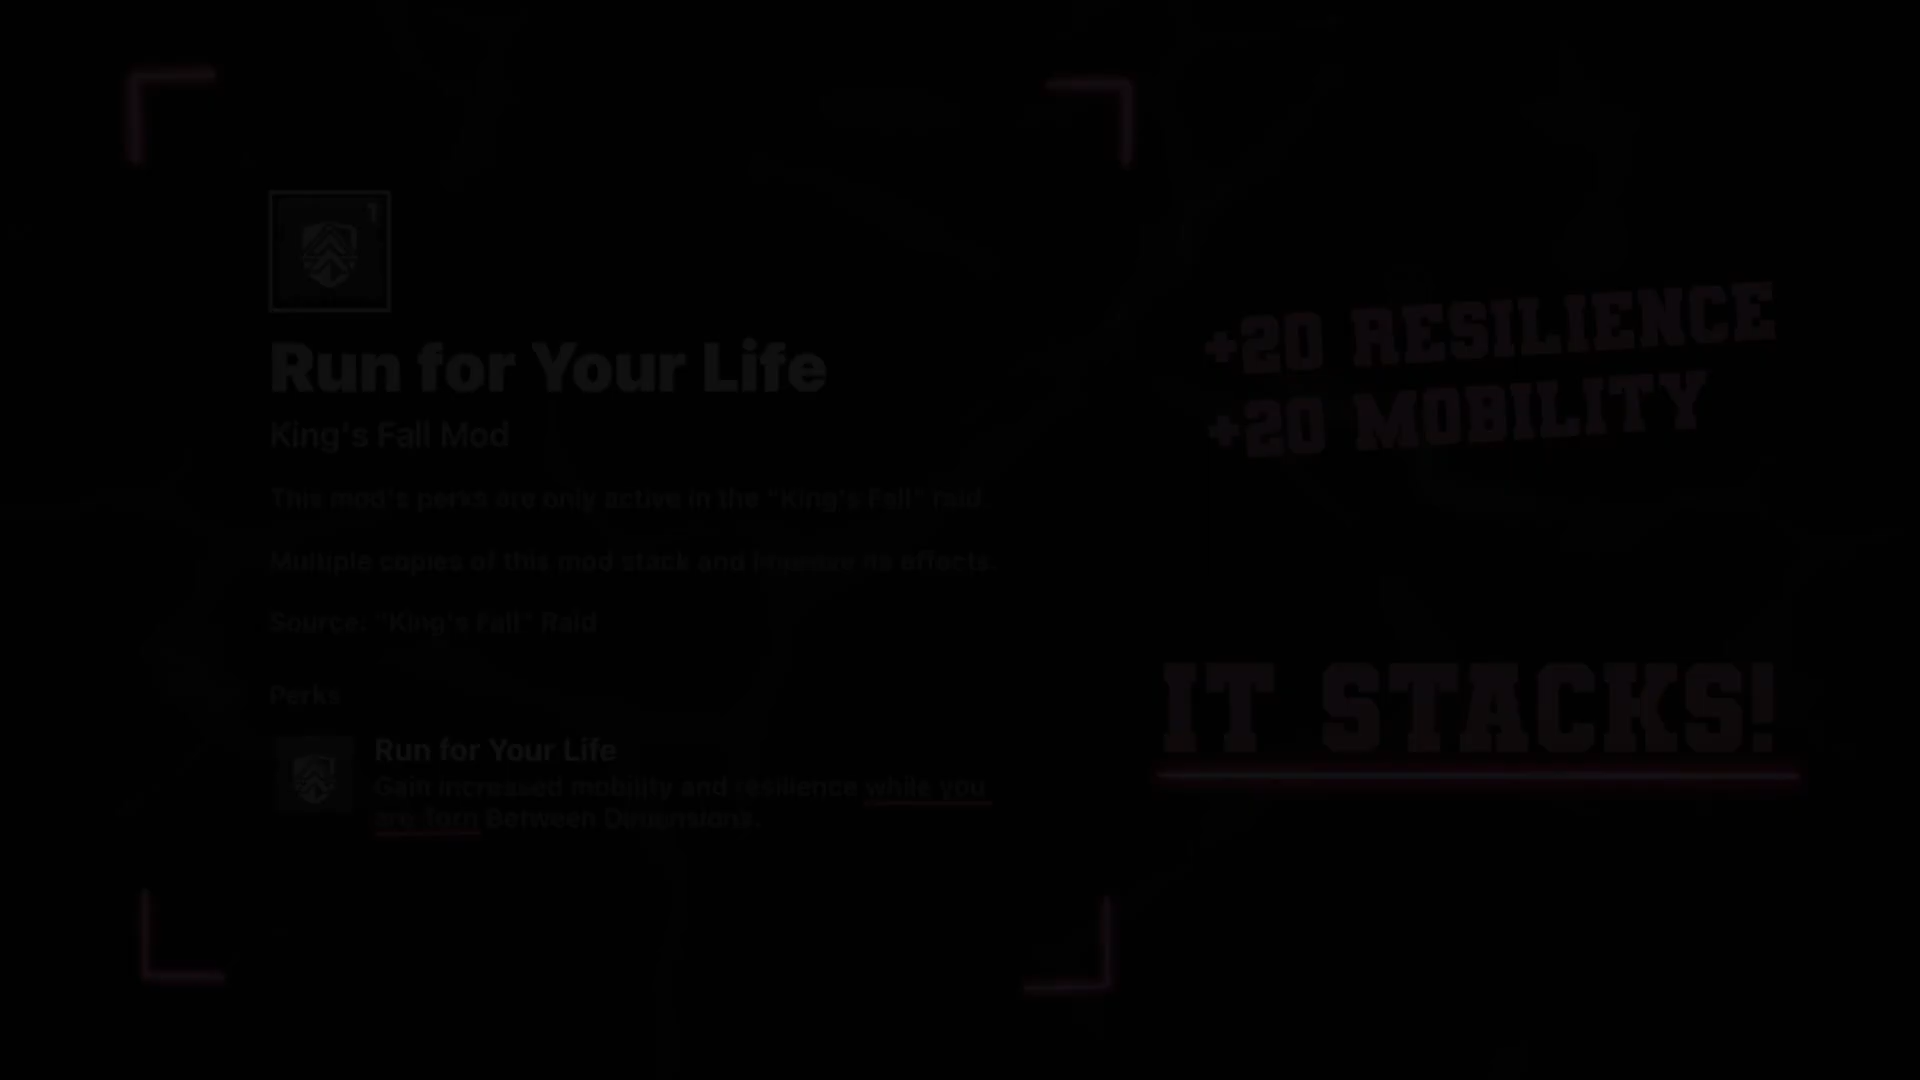 1
Run for Your Life
King's Fall Mod
This mod's perks are only active in the "King's Fall" raid.
Multiple copies of this mod stack and improve its effects.
Source: "King's Fall" Raid
Perks
Run for Your Life
Gain increased mobility and resilience while you
are Torn Between Dimensions.
+20 RESILIENCE
+20 MOBILITY
IT STACKS!